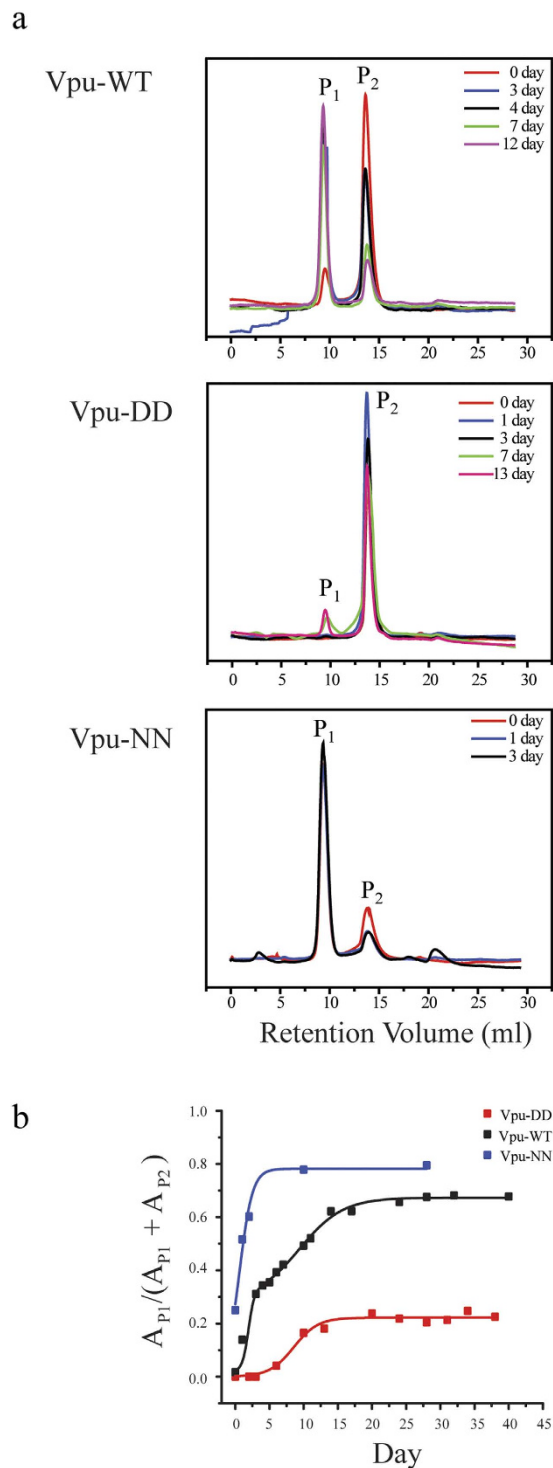 a
Vpu-WT
P1
P2
0 day
3 day
4 day
7 day
12 day
0 5 10 15 20 25 30
Vpu-DD
P2
P1
0 day
1 day
3 day
7 day
13 day
0 5 10 15 20 25 30
Vpu-NN
P1
P2
0 day
1 day
3 day
0 5 10 15 20 25 30
Retention Volume (ml)
b
AP1/(AP1 + AP2)
1.0
0.8
0.6
0.4
0.2
0.0
Vpu-DD
Vpu-WT
Vpu-NN
0 5 10 15 20 25 30 35 40 45
Day